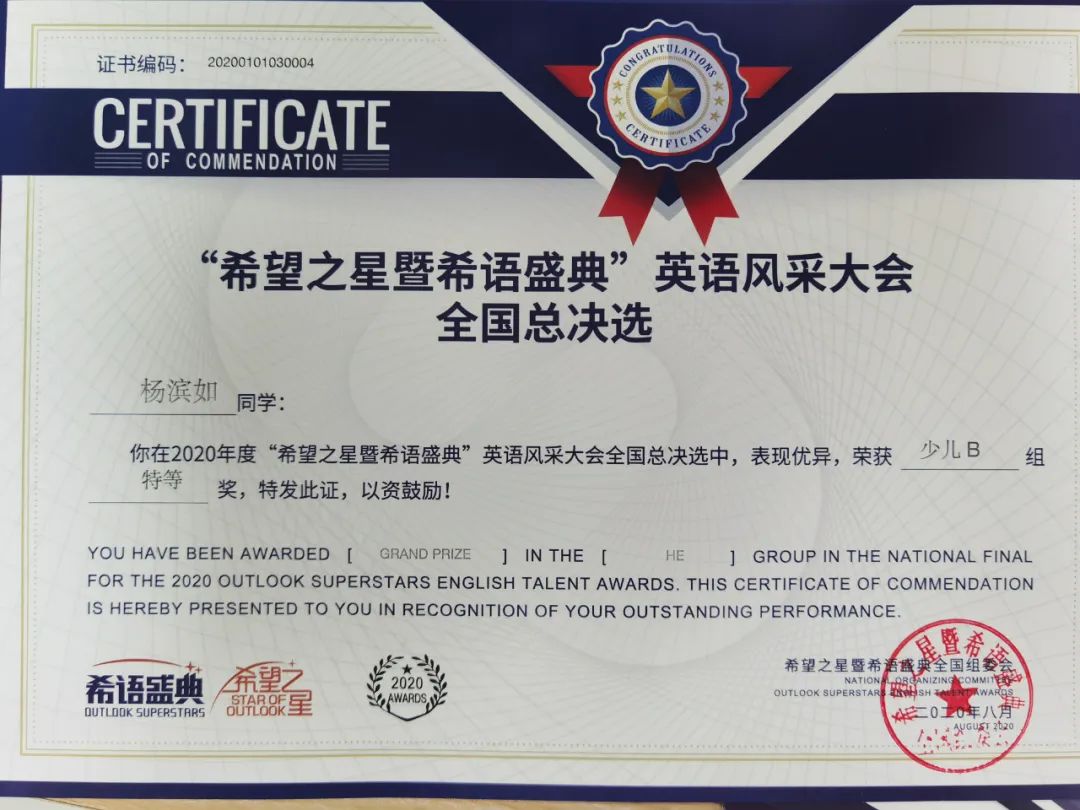 证书编码： 20200101030004
CONGRATULATIONS
CERTIFICATE
CERTIFICATE
OF COMMENDATION
“希望之星暨希语盛典”英语风采大会
全国总决选
杨滨如同学：
你在2020年度“希望之星暨希语盛典”英语风采大会全国总决选中，表现优异，荣获 少儿B 组
特等 奖，特发此证，以资鼓励！
YOU HAVE BEEN AWARDED [ GRAND PRIZE ] IN THE [ HE ] GROUP IN THE NATIONAL FINAL
FOR THE 2020 OUTLOOK SUPERSTARS ENGLISH TALENT AWARDS. THIS CERTIFICATE OF COMMENDATION
IS HEREBY PRESENTED TO YOU IN RECOGNITION OF YOUR OUTSTANDING PERFORMANCE.
希语盛典
OUTLOOK SUPERSTARS
希望之星
STAR OF
OUTLOOK
2020
AWARDS
希望之星暨希语盛典全国组委会
NATIONAL ORGANIZING COMMITTEE
OUTLOOK SUPERSTARS ENGLISH TALENT AWARDS
二0二0年八月
AUGUST 2020